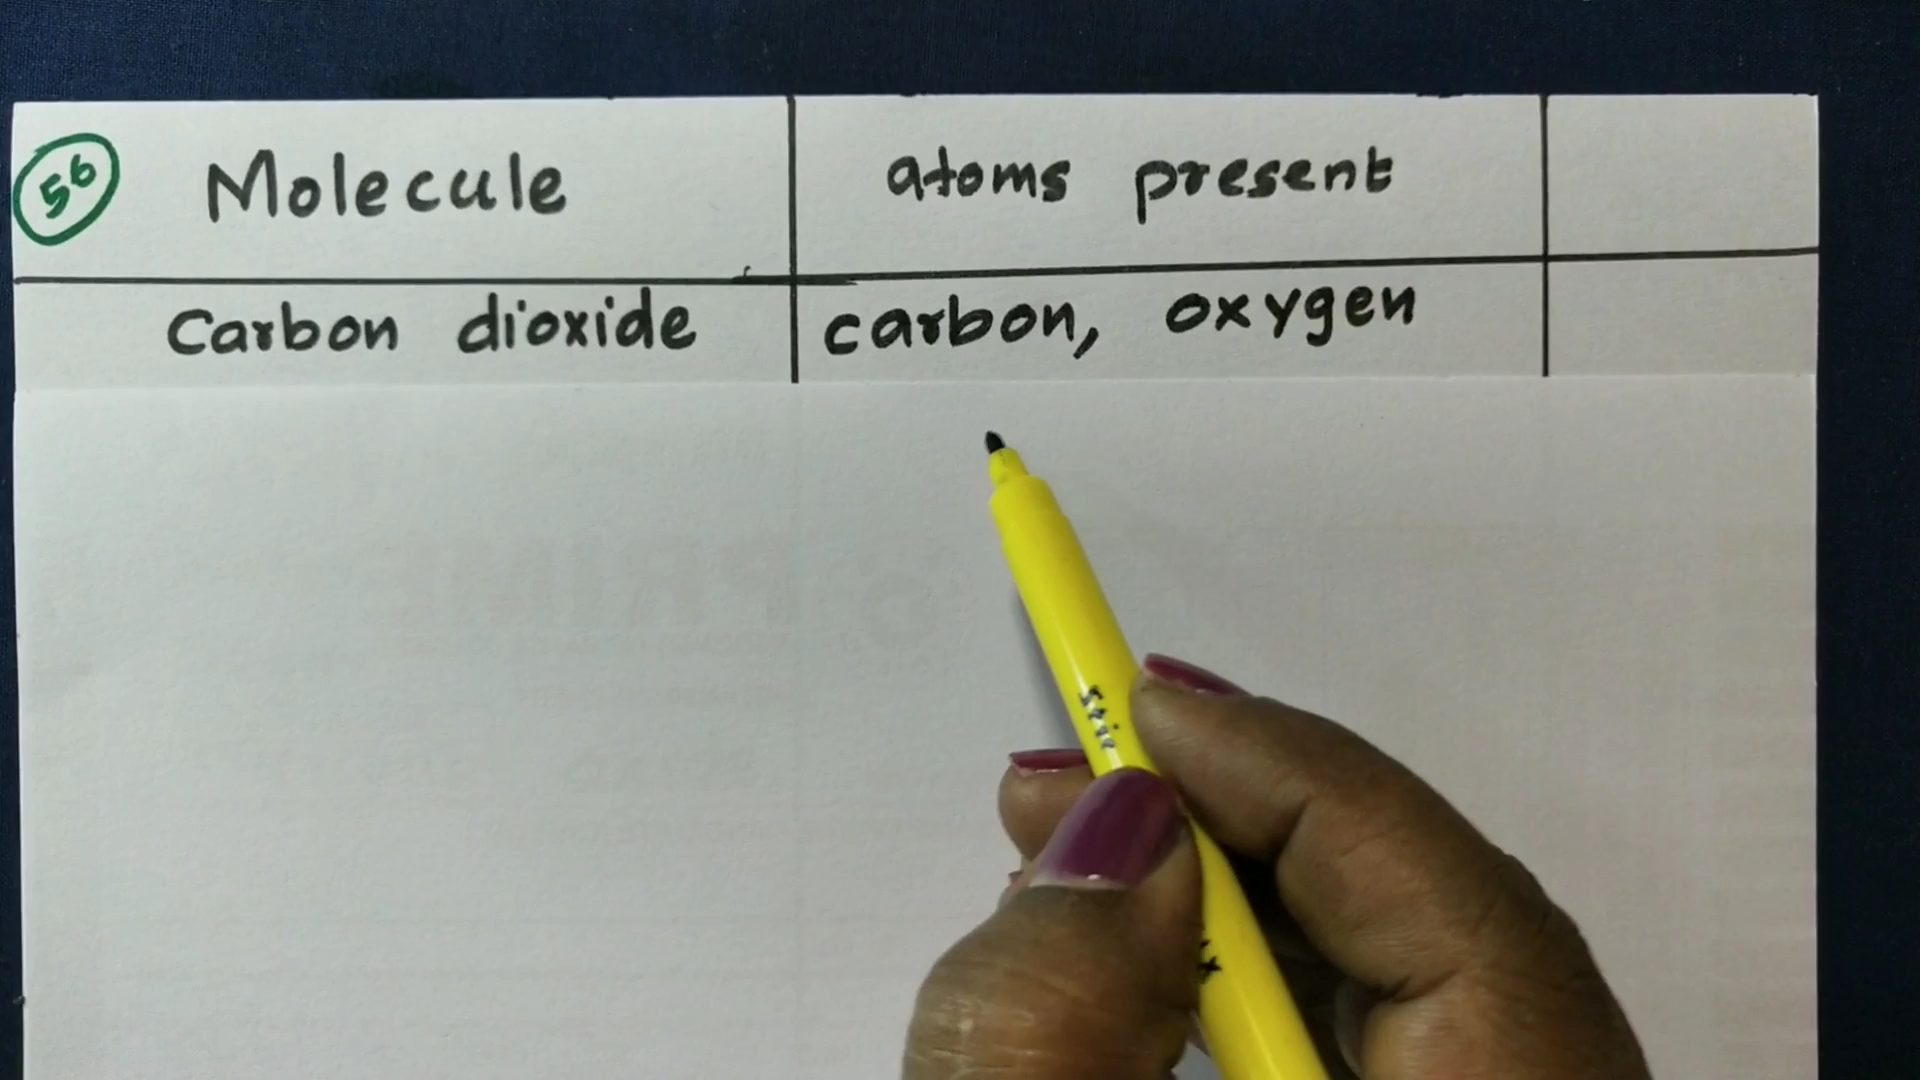 56 Molecule atoms present
Carbon dioxide carbon, oxygen